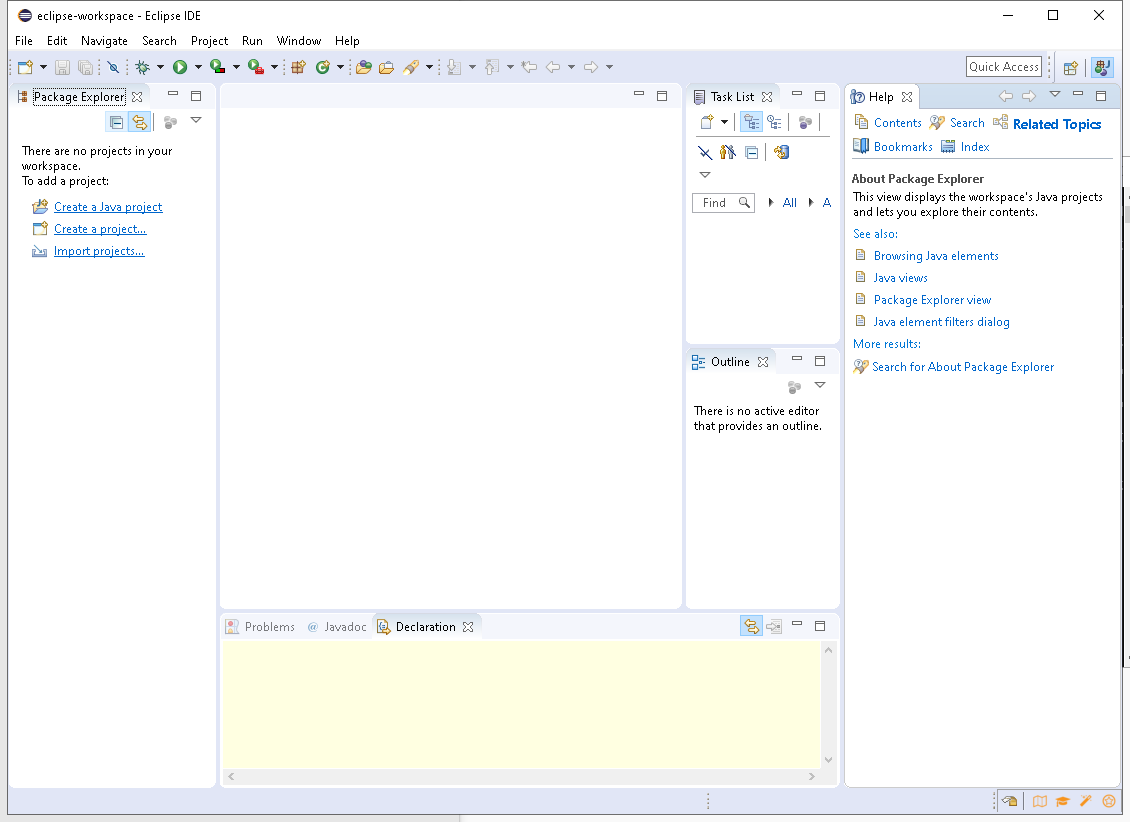 eclipse-workspace - Eclipse IDE
File Edit Navigate Search Project Run Window Help
Quick Access
Package Explorer
There are no projects in your
workspace.
To add a project:
Create a Java project
Create a project...
Import projects...
Task List
Find All A
Outline
There is no active editor
that provides an outline.
Problems @ Javadoc Declaration
Help
Contents Search Related Topics
Bookmarks Index
About Package Explorer
This view displays the workspace's Java projects
and lets you explore their contents.
See also:
Browsing Java elements
Java views
Package Explorer view
Java element filters dialog
More results:
Search for About Package Explorer